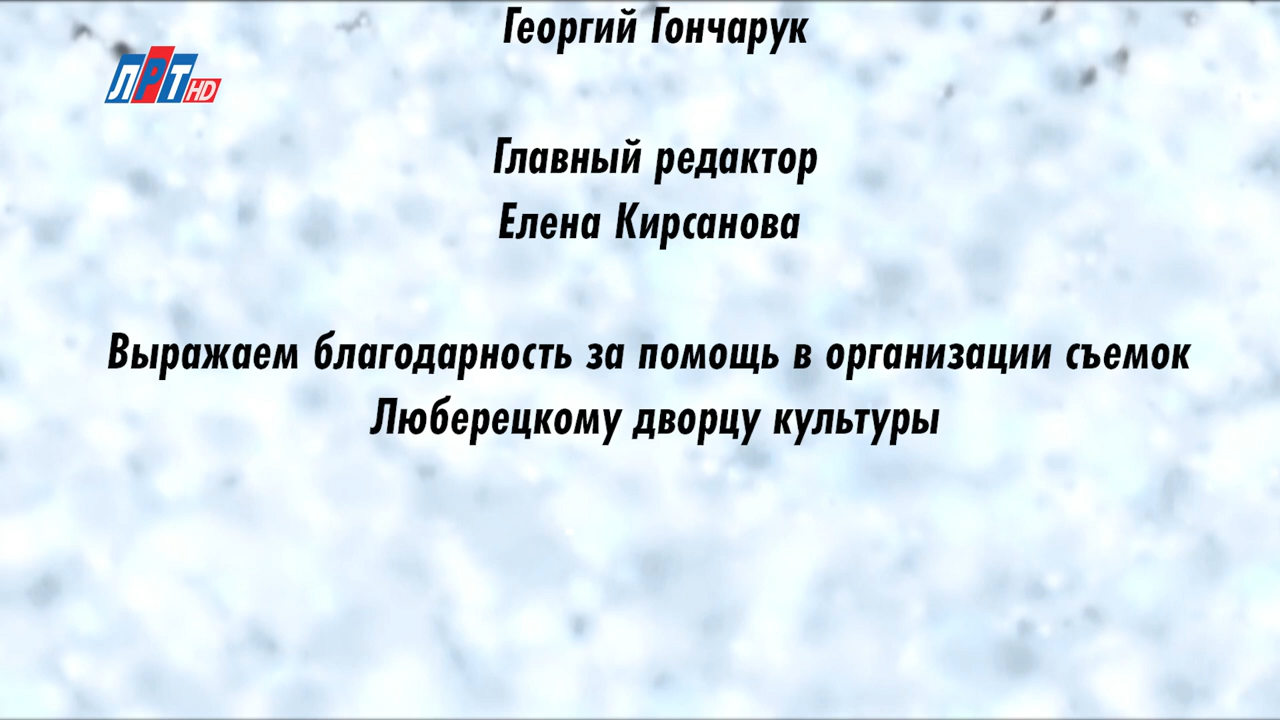 Георгий Гончарук
ЛРТ HD
Главный редактор
Елена Кирсанова
Выражаем благодарность за помощь в организации съемок
Люберецкому дворцу культуры